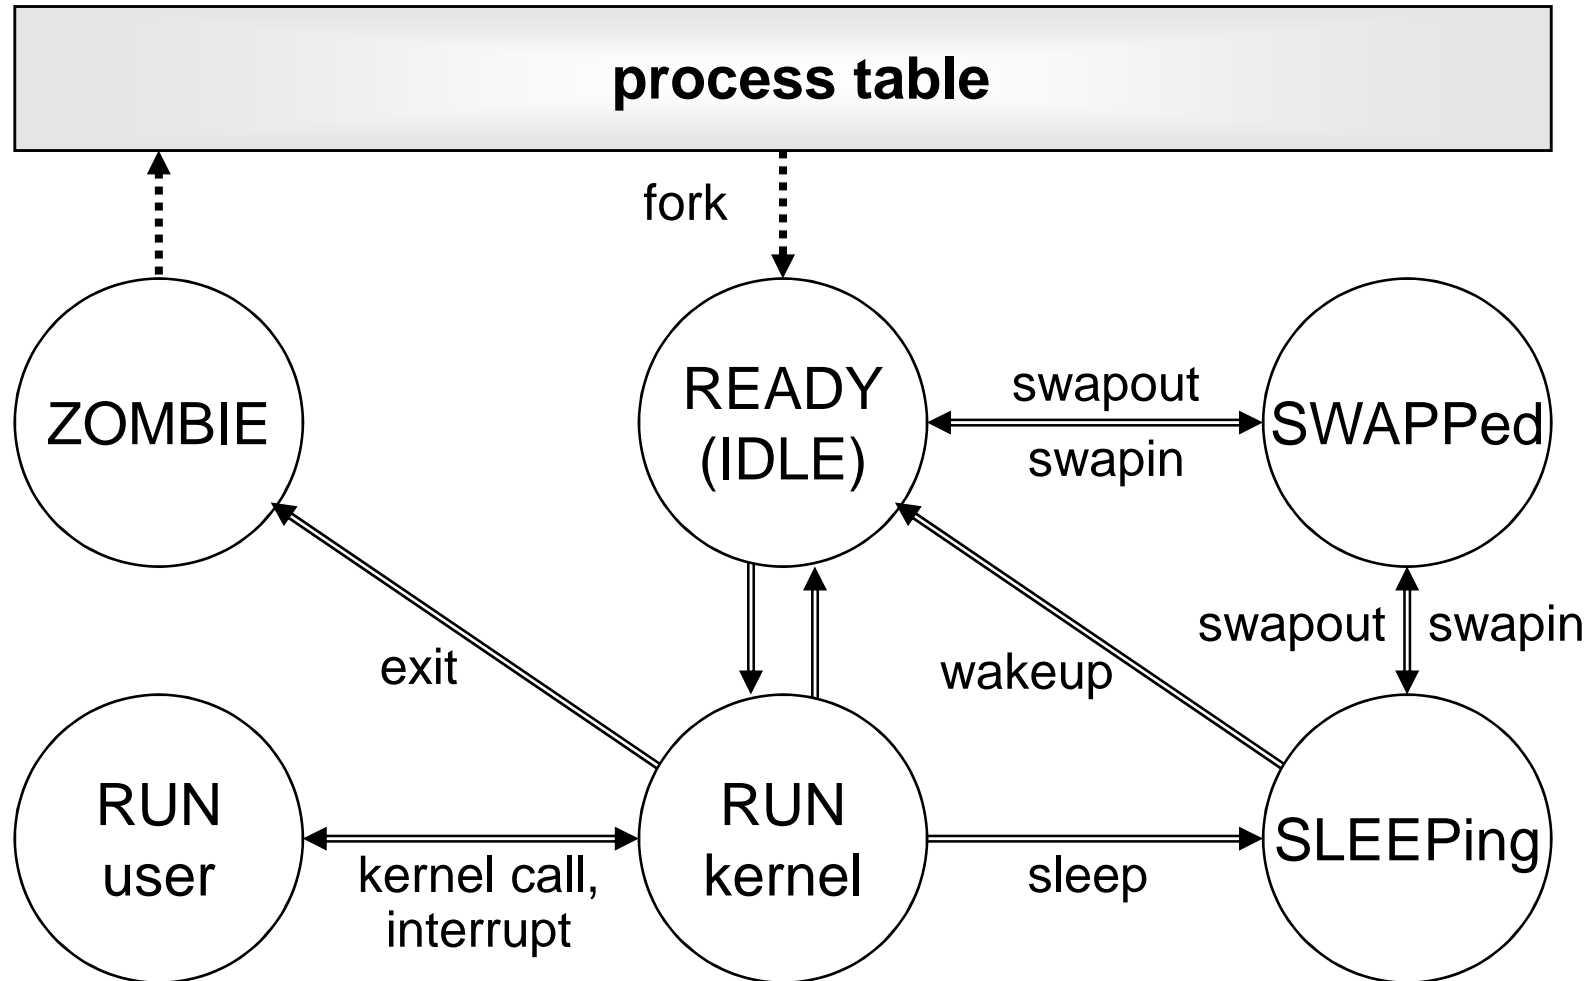 process table
fork
ZOMBIE
READY
(IDLE)
swapout
swapin
SWAPPed
exit
wakeup
swapout
swapin
RUN
user
kernel call,
interrupt
RUN
kernel
sleep
SLEEPing